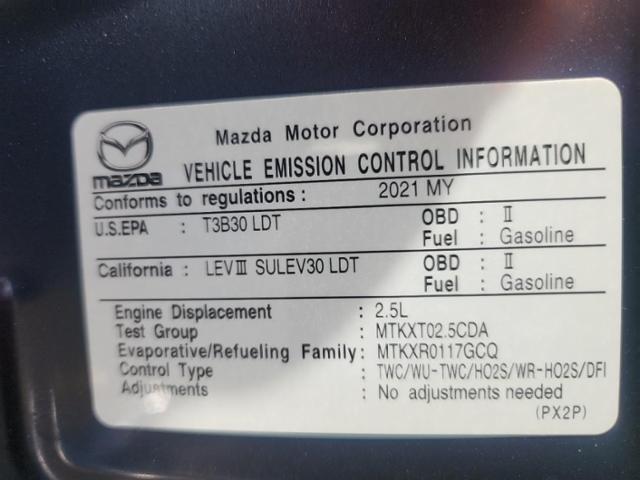 Mazda Motor Corporation
mazda VEHICLE EMISSION CONTROL INFORMATION
Conforms to regulations : 2021 MY
U.S.EPA : T3B30 LDT OBD : Ⅱ
Fuel : Gasoline
California : LEVⅢ SULEV30 LDT OBD : Ⅱ
Fuel : Gasoline
Engine Displacement : 2.5L
Test Group : MTKXT02.5CDA
Evaporative/Refueling Family: MTKXR0117GCQ
Control Type : TWC/WU-TWC/HO2S/WR-HO2S/DFI
Adjustments : No adjustments needed
(PX2P)